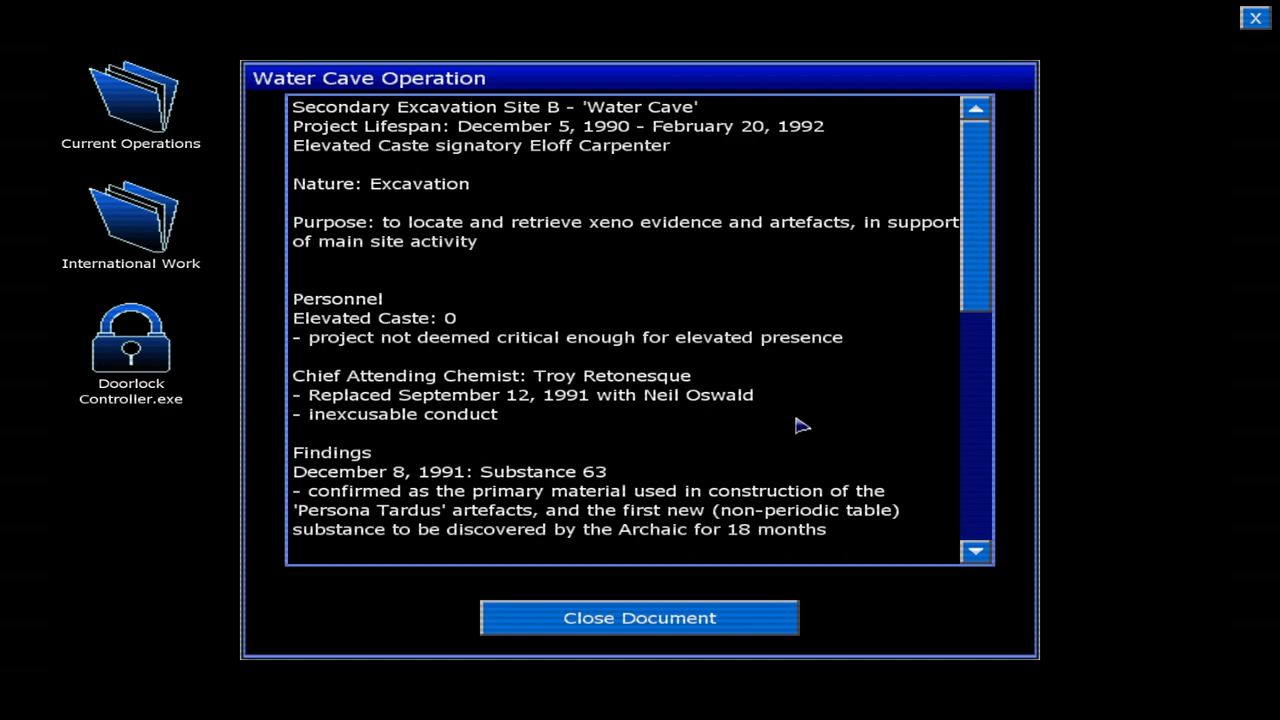 X
Current Operations
International Work
Doorlock
Controller.exe
Water Cave Operation
Secondary Excavation Site B - 'Water Cave'
Project Lifespan: December 5, 1990 - February 20, 1992
Elevated Caste signatory Eloff Carpenter
Nature: Excavation
Purpose: to locate and retrieve xeno evidence and artefacts, in support
of main site activity
Personnel
Elevated Caste: 0
- project not deemed critical enough for elevated presence
Chief Attending Chemist: Troy Retonesque
- Replaced September 12, 1991 with Neil Oswald
- inexcusable conduct
Findings
December 8, 1991: Substance 63
- confirmed as the primary material used in construction of the
'Persona Tardus' artefacts, and the first new (non-periodic table)
substance to be discovered by the Archaic for 18 months
Close Document